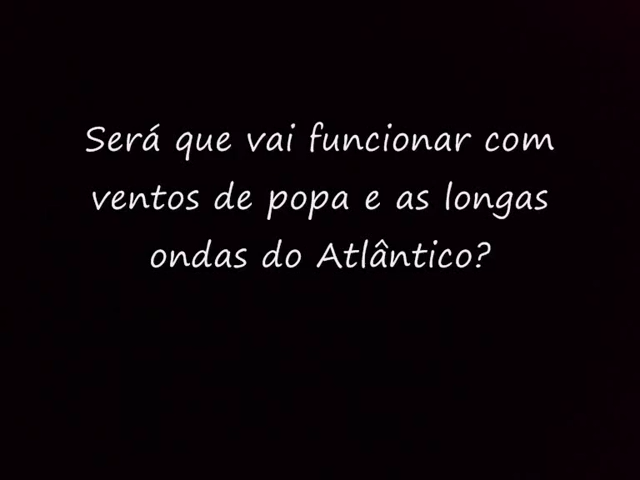 Será que vai funcionar com
ventos de popa e as longas
ondas do Atlântico?